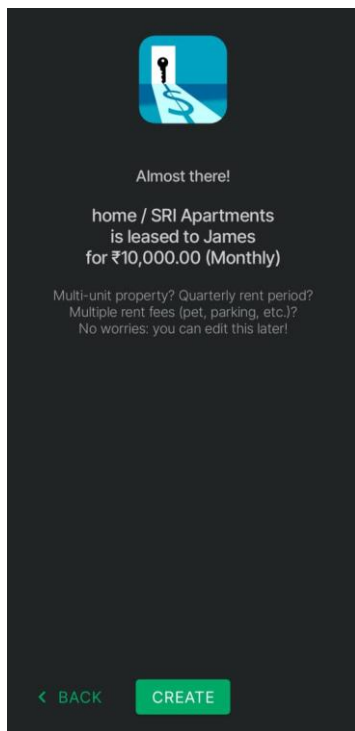 Almost there!
home / SRI Apartments
is leased to James
for ₹10,000.00 (Monthly)
Multi-unit property? Quarterly rent period?
Multiple rent fees (pet, parking, etc.)?
No worries: you can edit this later!
< BACK
CREATE